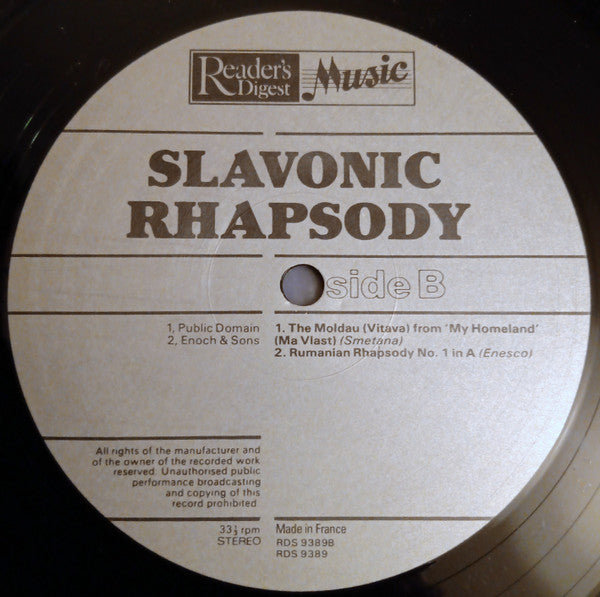 Reader's
Digest
Music
SLAVONIC
RHAPSODY
side B
1, Public Domain
2, Enoch & Sons
1. The Moldau (Vitava) from 'My Homeland'
(Ma Vlast) (Smetana)
2. Rumanian Rhapsody No. 1 in A (Enesco)
All rights of the manufacturer and
of the owner of the recorded work
reserved. Unauthorised public
performance broadcasting
and copying of this
record prohibited
33⅓ rpm
STEREO
Made in France
RDS 9389B
RDS 9389